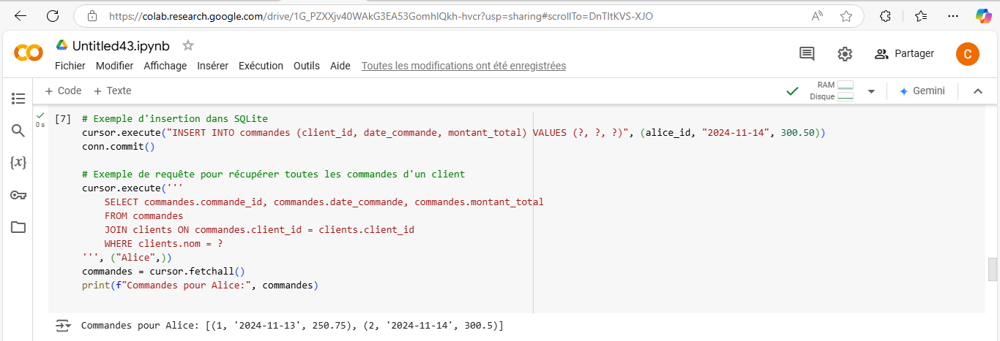 https://colab.research.google.com/drive/1G_PZXXjv40WAkG3EA53GomhIQkh-hvcr?usp=sharing#scrollTo=DnTltKVS-XJO
Untitled43.ipynb
Partager
C
Fichier Modifier Affichage Insérer Exécution Outils Aide Toutes les modifications ont été enregistrées
+ Code + Texte
RAM
Disque
Gemini
[7] # Exemple d'insertion dans SQLite
0 s
cursor.execute("INSERT INTO commandes (client_id, date_commande, montant_total) VALUES (?, ?, ?)", (alice_id, "2024-11-14", 300.50))
conn.commit()
# Exemple de requête pour récupérer toutes les commandes d'un client
cursor.execute('''
    SELECT commandes.commande_id, commandes.date_commande, commandes.montant_total
    FROM commandes
    JOIN clients ON commandes.client_id = clients.client_id
    WHERE clients.nom = ?
''', ("Alice",))
commandes = cursor.fetchall()
print(f"Commandes pour Alice:", commandes)
Commandes pour Alice: [(1, '2024-11-13', 250.75), (2, '2024-11-14', 300.5)]